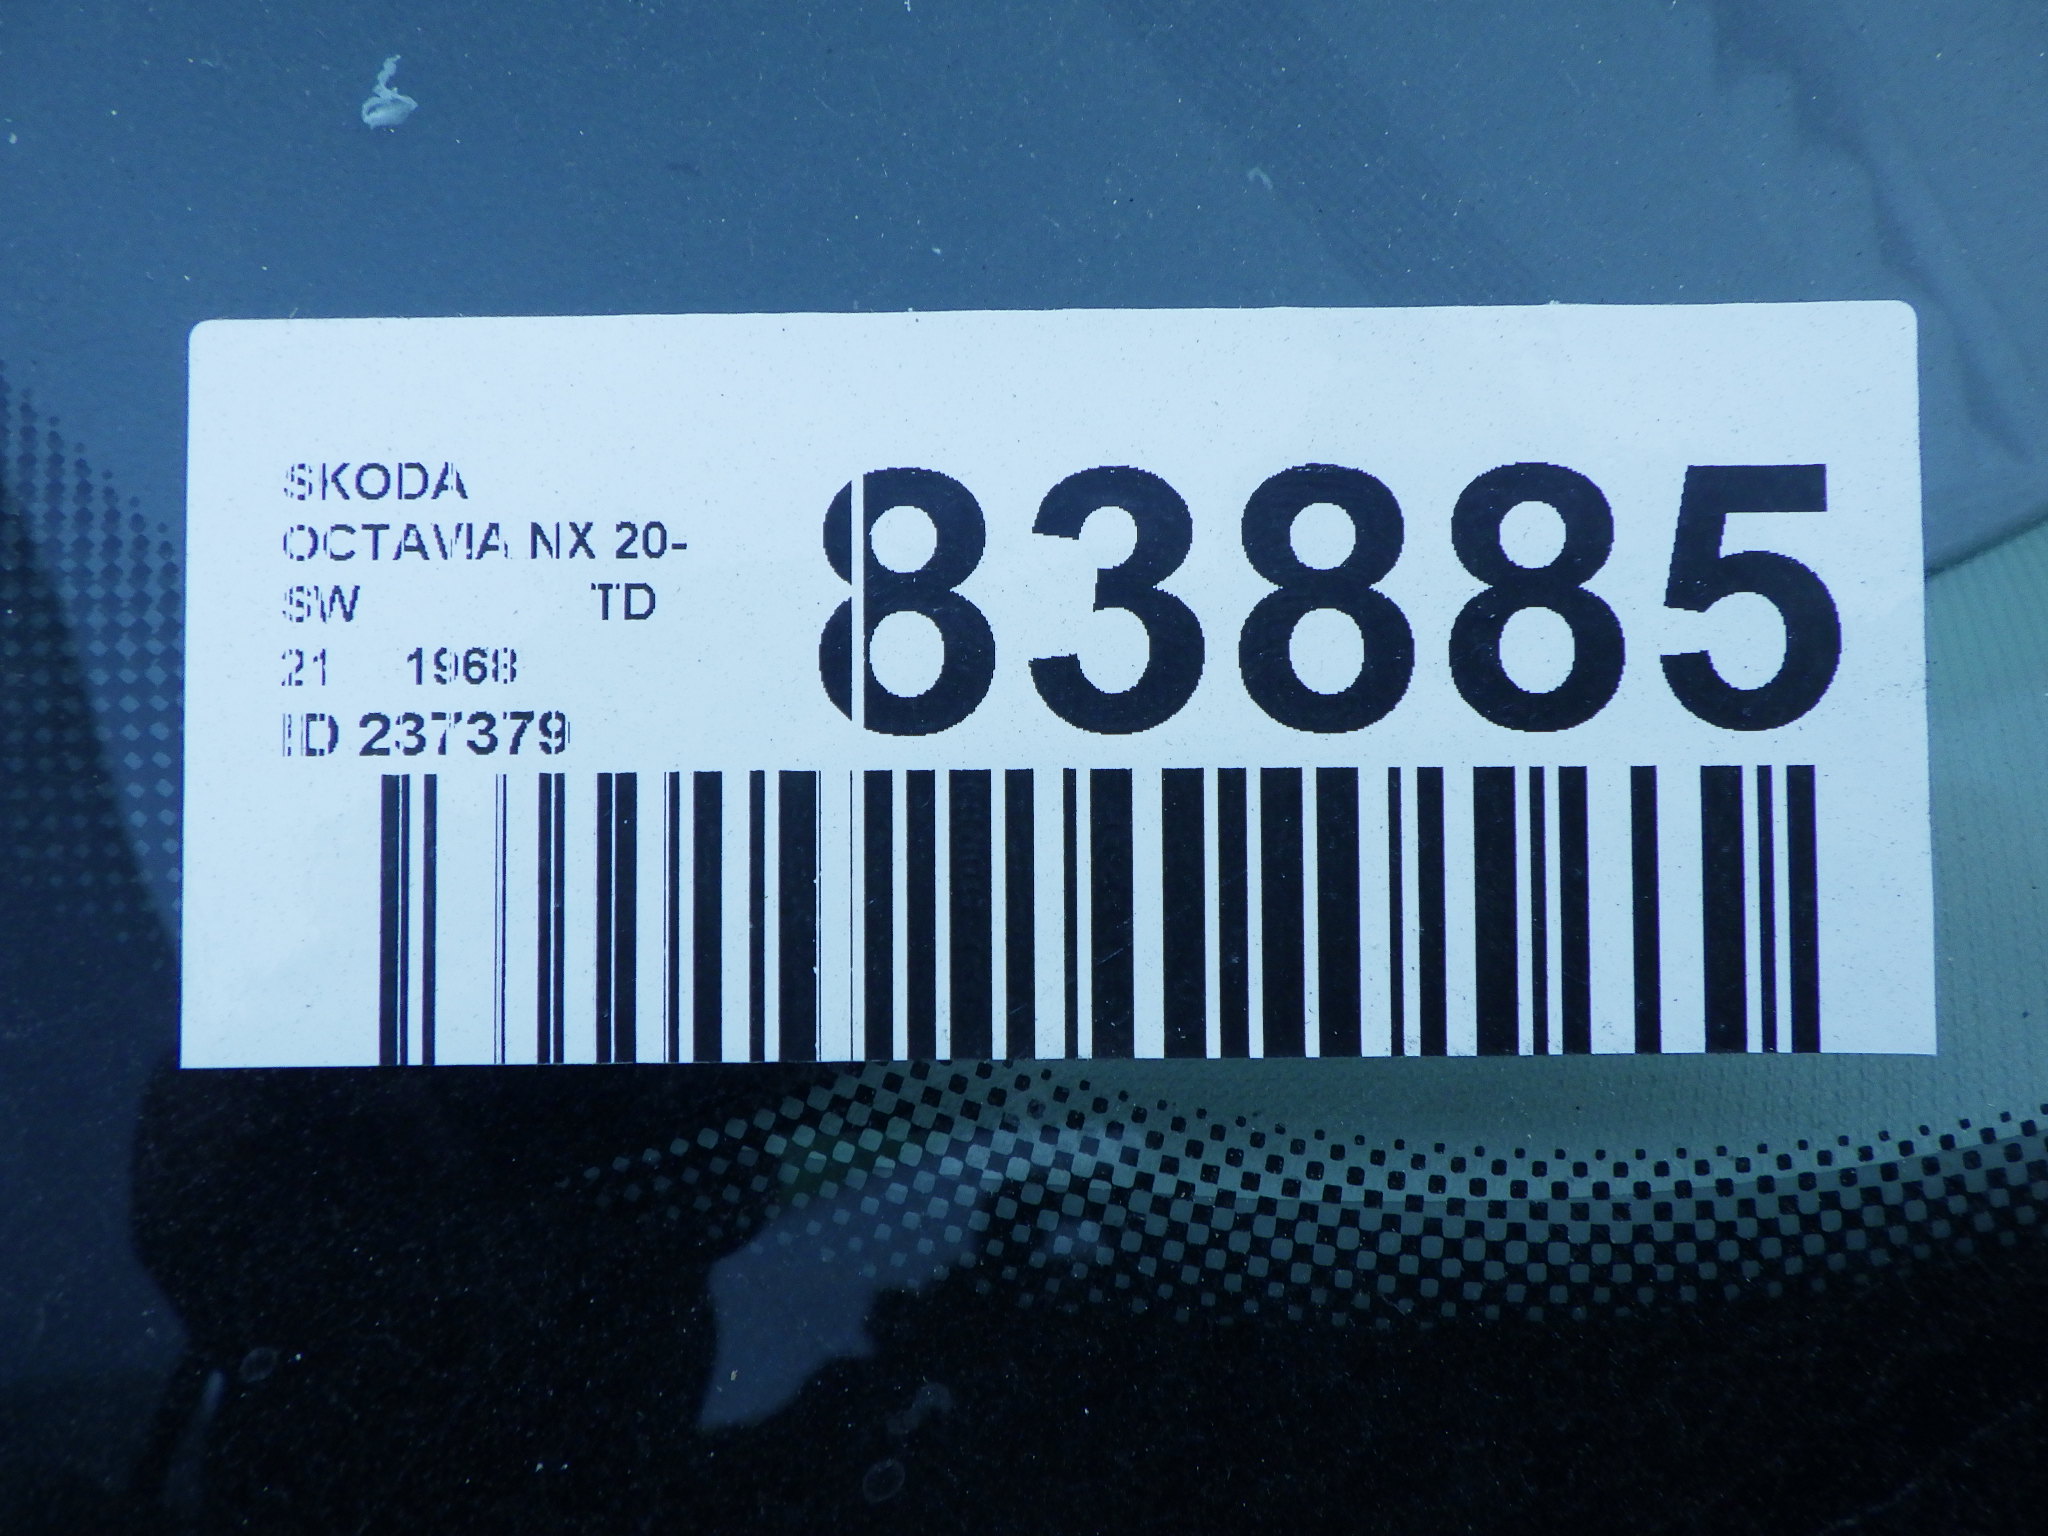 SKODA
OCTAVIA NX 20-
SW TD
21 1968
ID 237379
83885